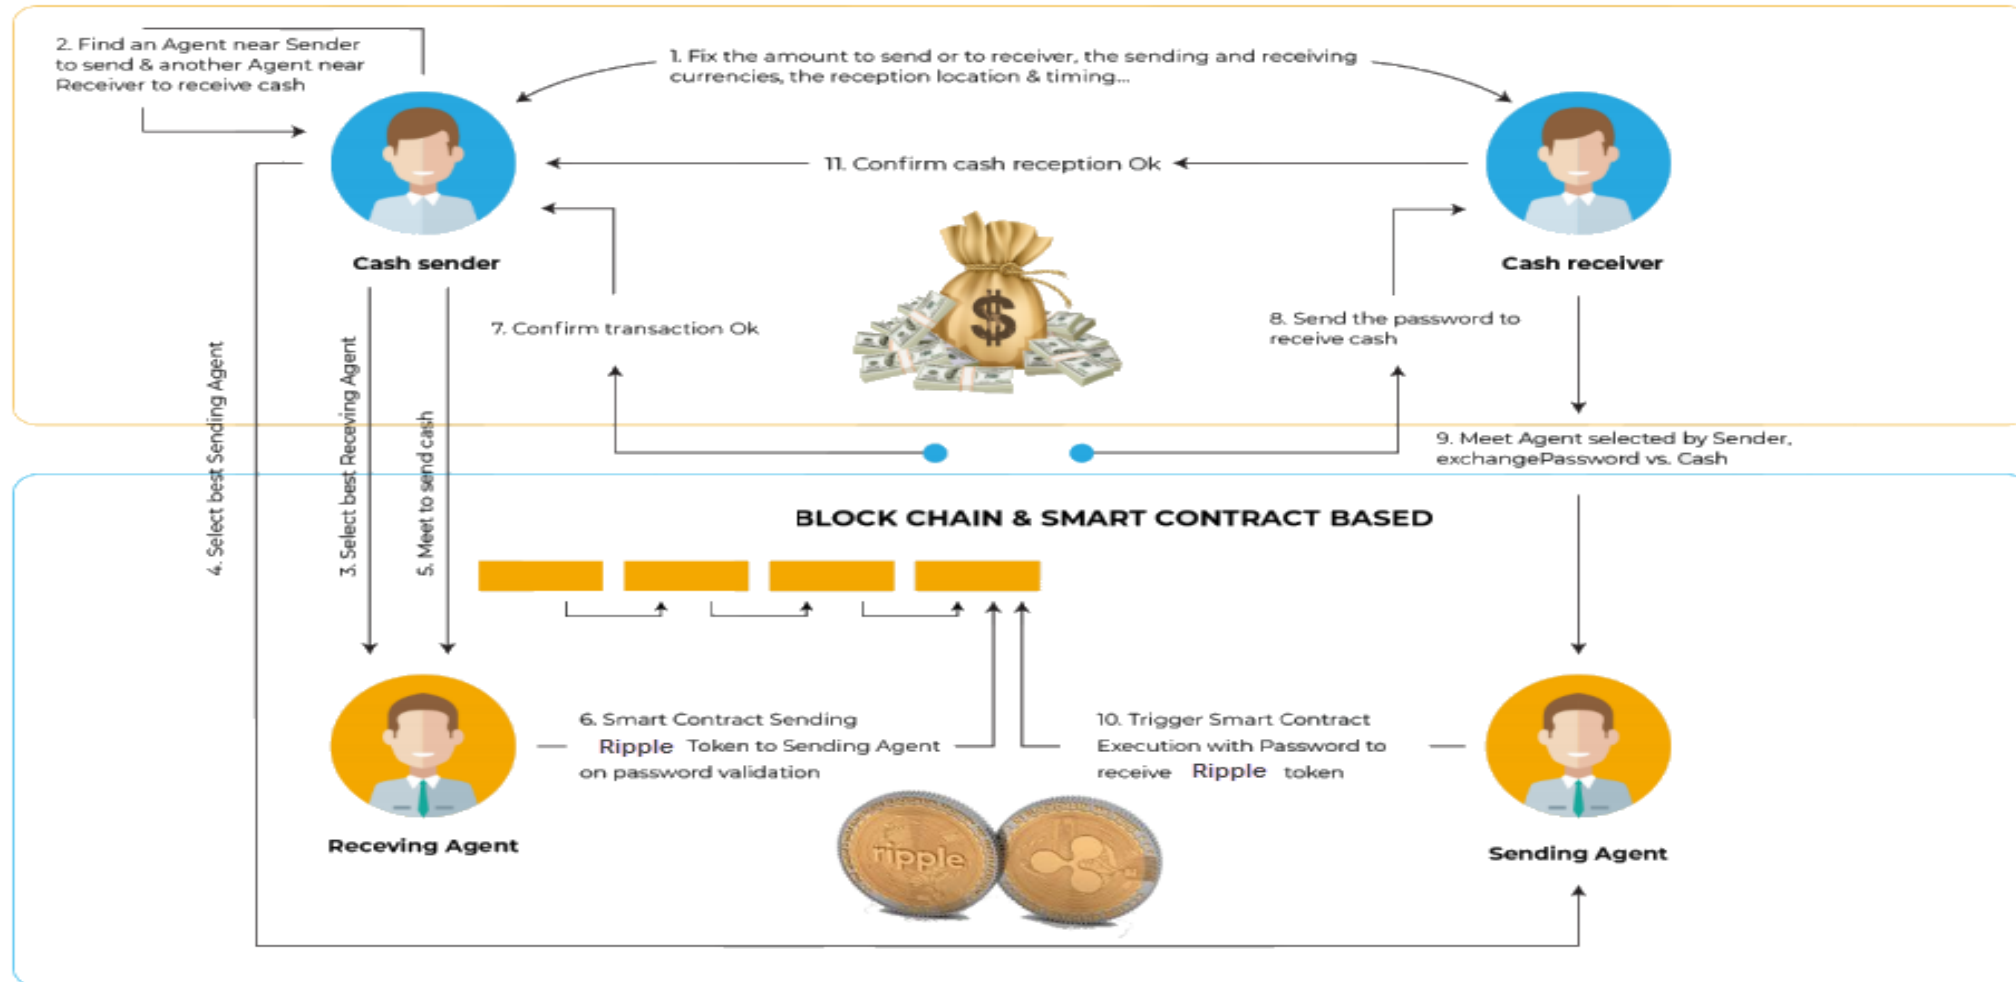 2. Find an Agent near Sender
to send & another Agent near
Receiver to receive cash
1. Fix the amount to send or to receiver, the sending and receiving
currencies, the reception location & timing...
11. Confirm cash reception Ok
Cash sender
Cash receiver
7. Confirm transaction Ok
$
8. Send the password to
receive cash
4. Select best Sending Agent
3. Select best Receiving Agent
5. Meet to send cash
9. Meet Agent selected by Sender,
exchangePassword vs. Cash
BLOCK CHAIN & SMART CONTRACT BASED
6. Smart Contract Sending
Ripple Token to Sending Agent
on password validation
10. Trigger Smart Contract
Execution with Password to
receive Ripple token
Receving Agent
ripple
Sending Agent